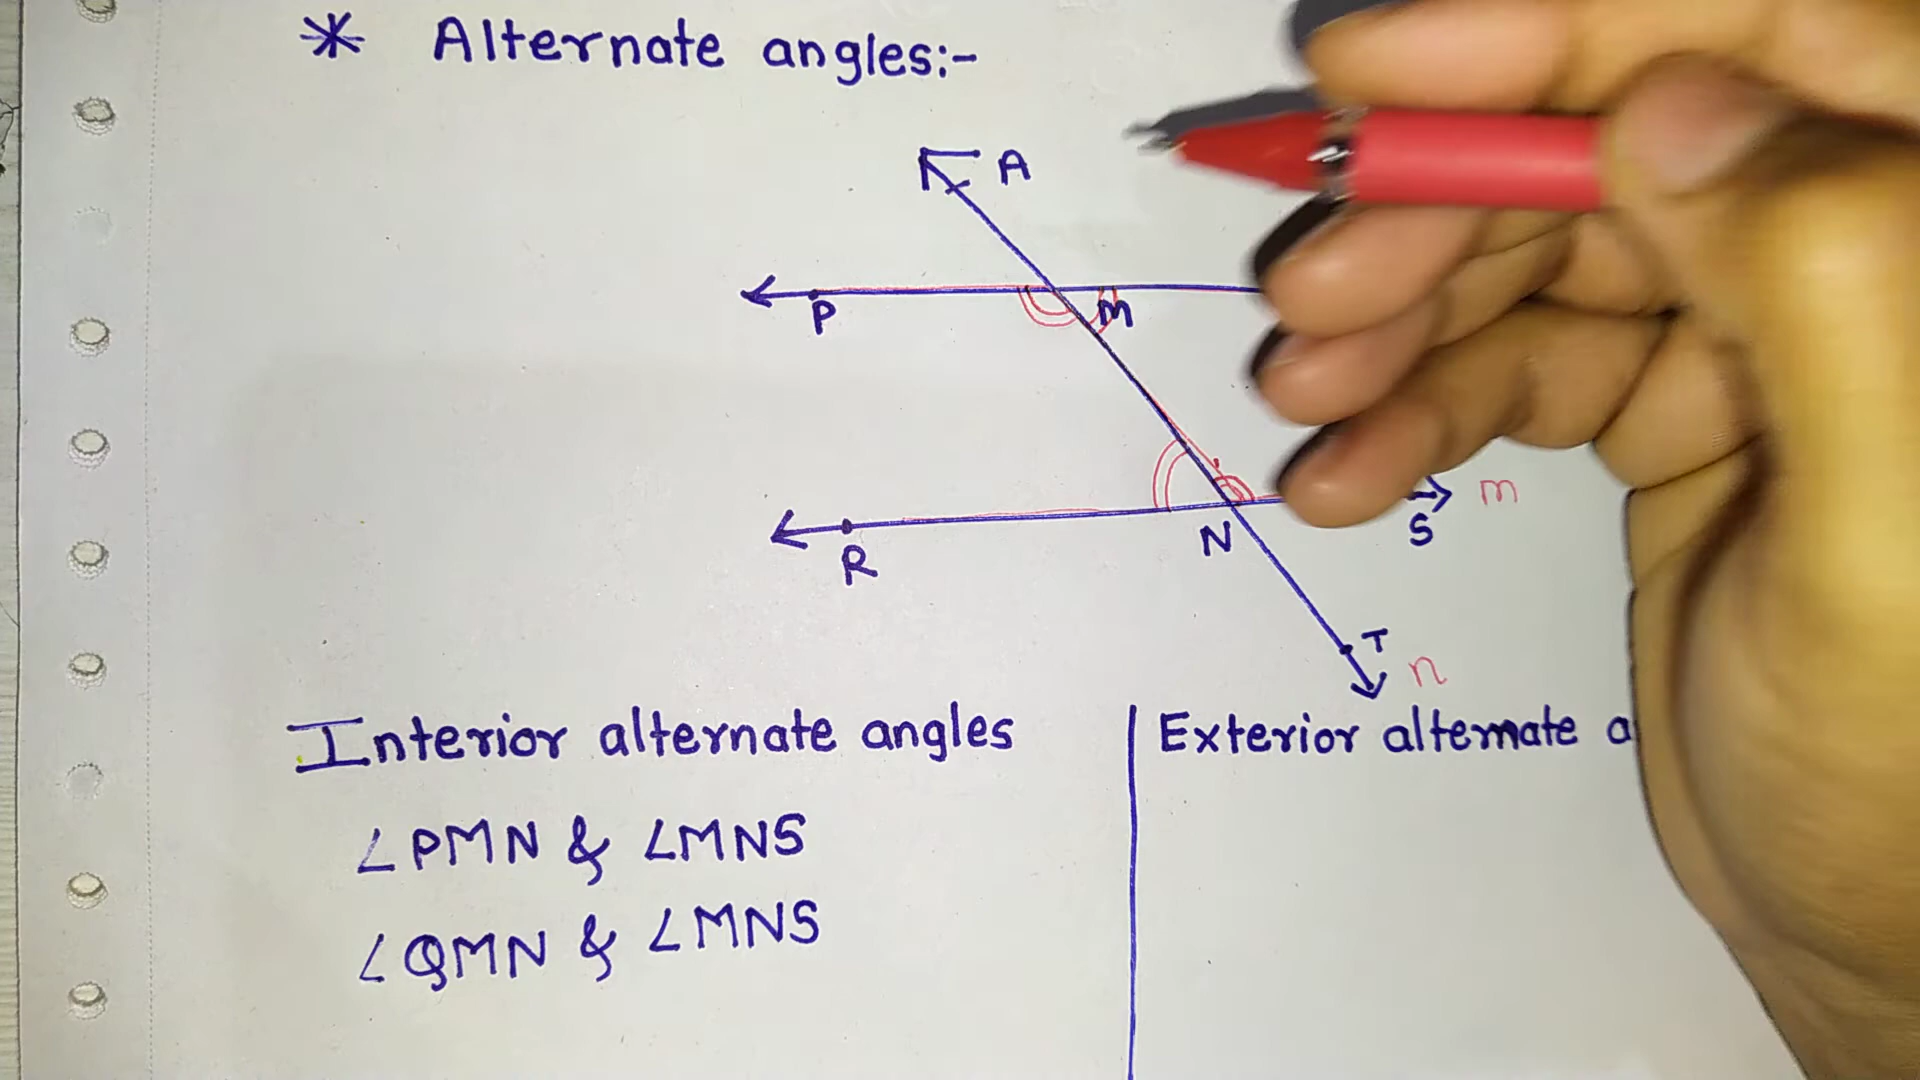 * Alternate angles:-
A
P
M
m
R
N
S
T
n
Interior alternate angles
Exterior alternate
∠PMN & ∠MNS
∠QMN & ∠MNS